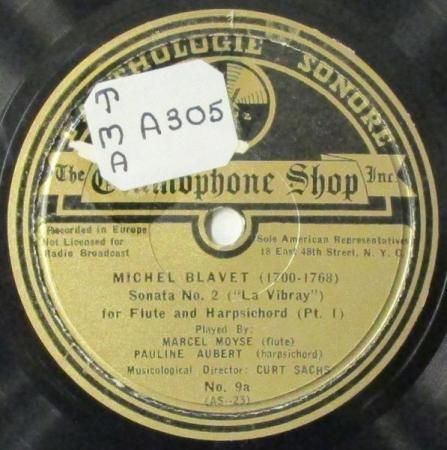 THOLOGIE SONORE
TMA A305
The Gramophone Shop Inc.
Recorded in Europe
Not Licensed for
Radio Broadcast
Sole American Representatives
18 East 48th Street, N. Y. C.
MICHEL BLAVET (1700-1768)
Sonata No. 2 ("La Vibray")
for Flute and Harpsichord (Pt. 1)
Played By:
MARCEL MOYSE (flute)
PAULINE AUBERT (harpsichord)
Musicological Director: CURT SACHS
No. 9a
(AS-23)